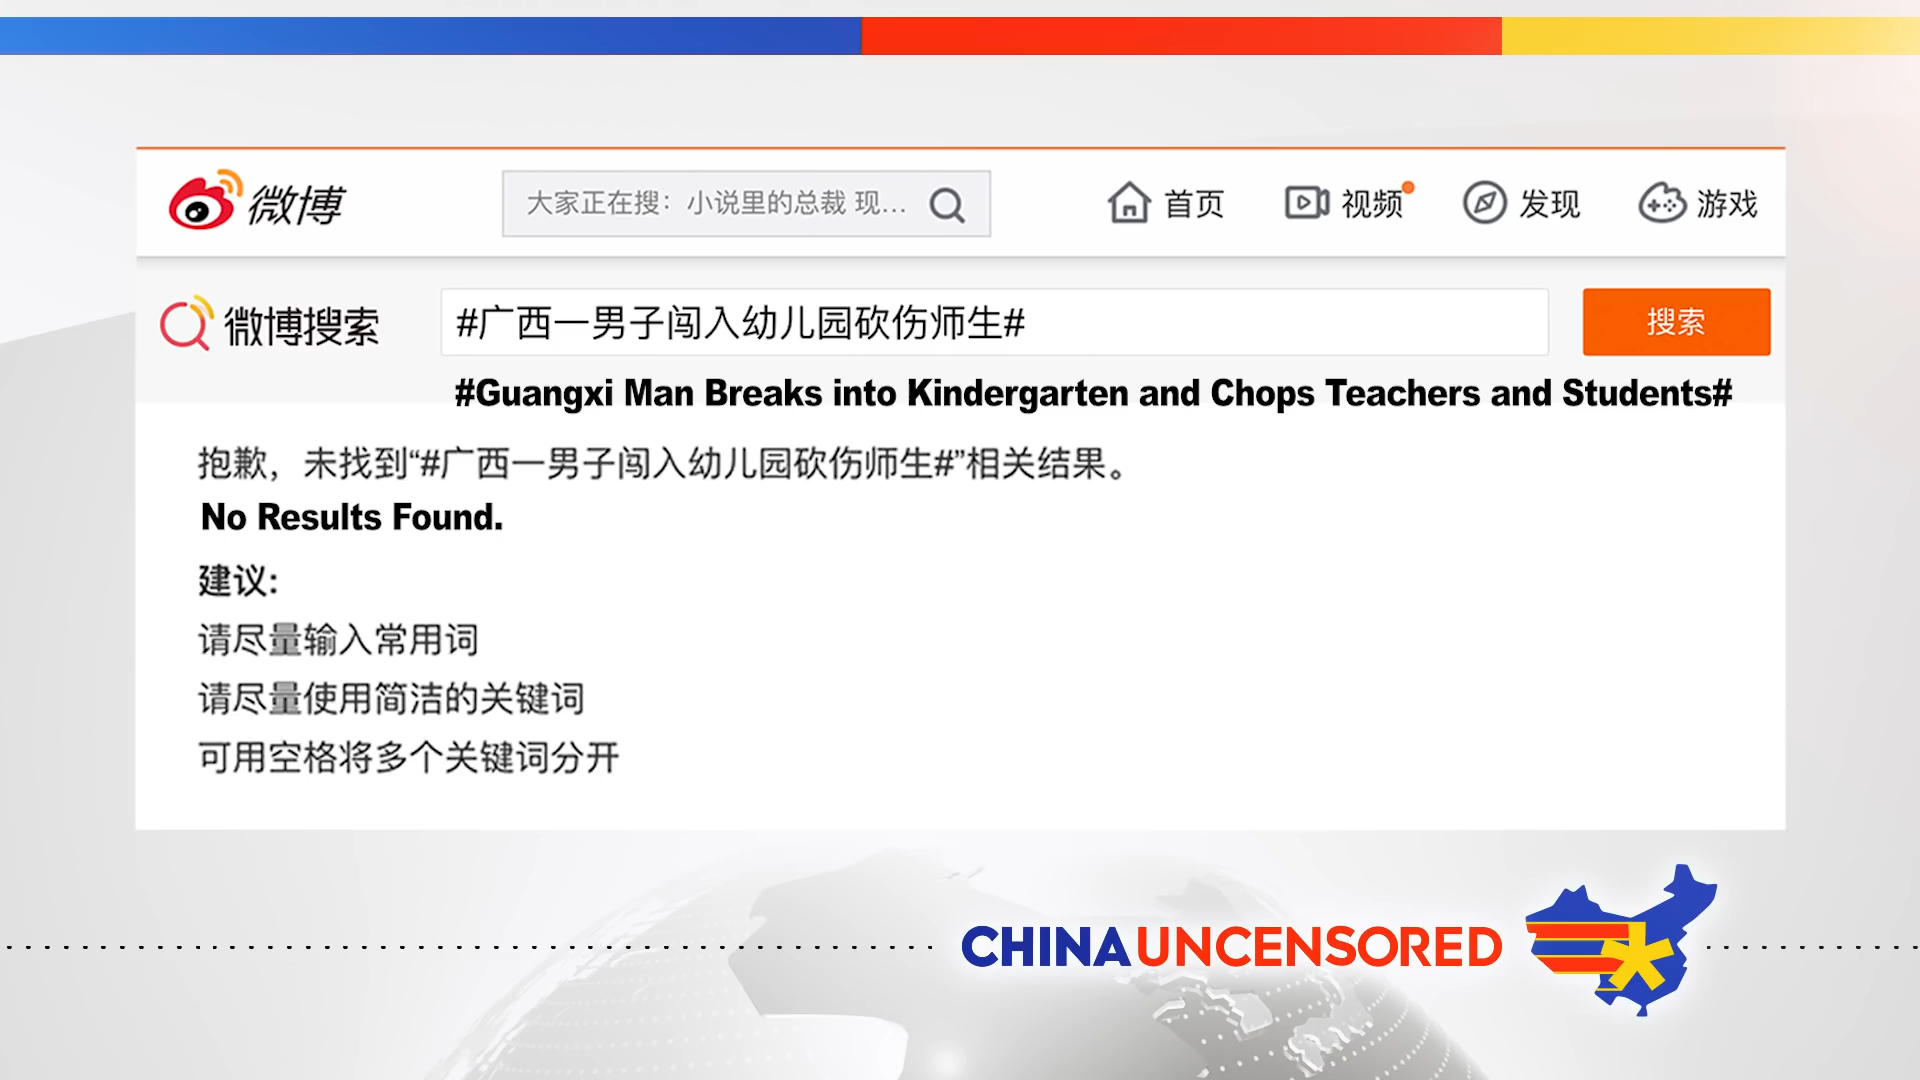 微博
大家正在搜：小说里的总裁 现...
首页
视频
发现
游戏
微博搜索
#广西一男子闯入幼儿园砍伤师生#
搜索
#Guangxi Man Breaks into Kindergarten and Chops Teachers and Students#
抱歉，未找到“#广西一男子闯入幼儿园砍伤师生#”相关结果。
No Results Found.
建议:
请尽量输入常用词
请尽量使用简洁的关键词
可用空格将多个关键词分开
CHINA UNCENSORED